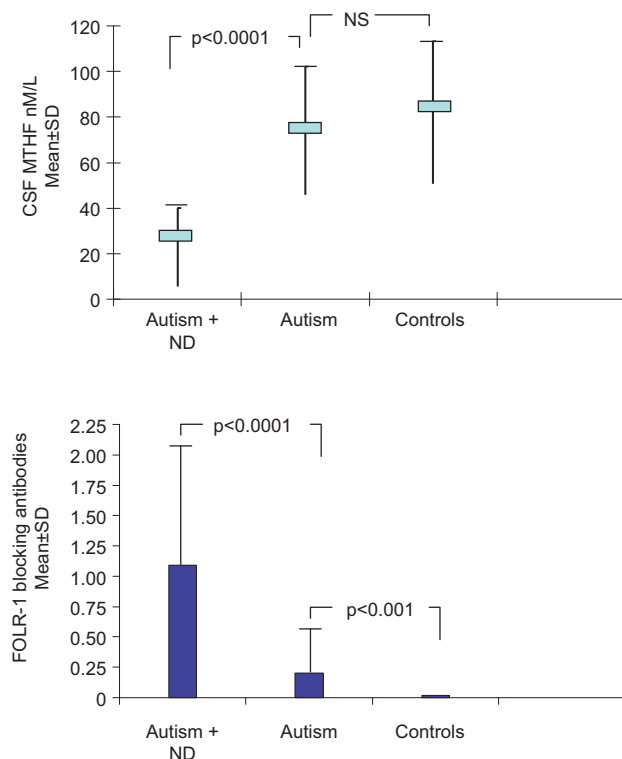 120
100
80
60
40
20
0
CSF MTHF nM/L
Mean±SD
p<0.0001
NS
Autism +
ND
Autism
Controls
2.25
2.00
1.75
1.50
1.25
1.00
0.75
0.50
0.25
0
FOLR-1 blocking antibodies
Mean±SD
p<0.0001
p<0.001
Autism +
ND
Autism
Controls